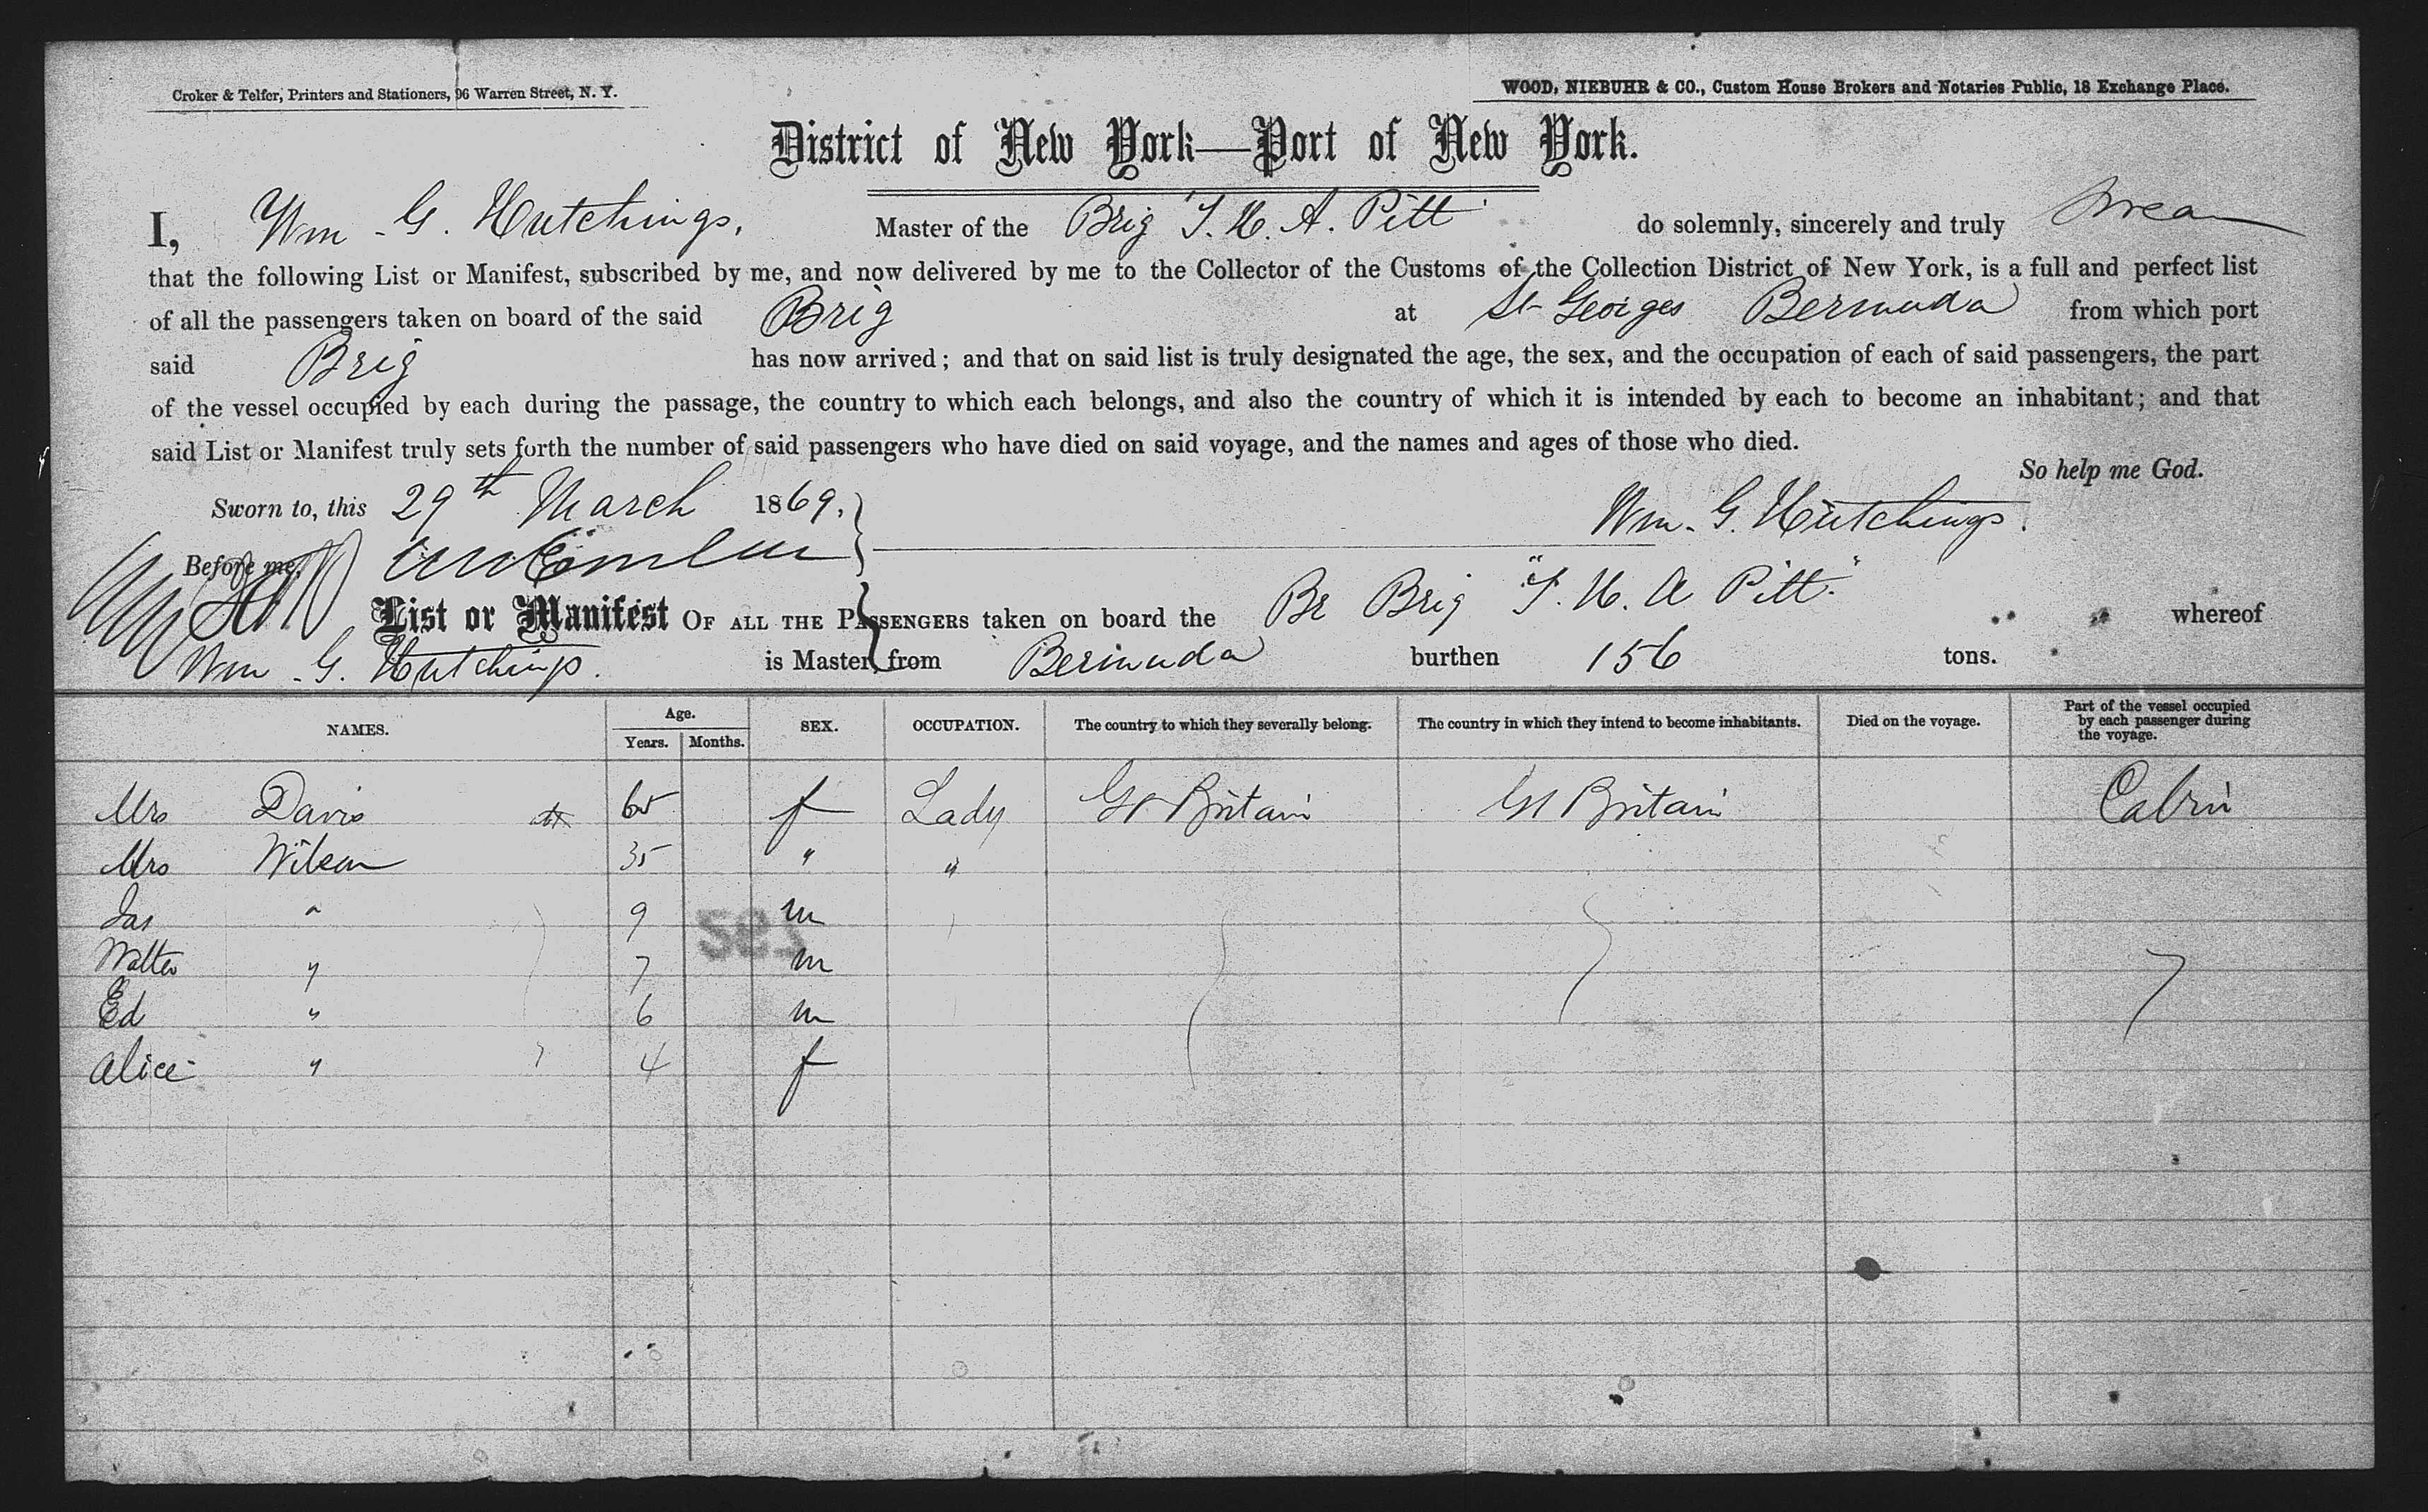 Croker & Telfer, Printers and Stationers, 96 Warren Street, N. Y. WOOD, NIEBUHR & CO., Custom House Brokers and Notaries Public, 18 Exchange Place.
District of New York—Port of New York.
I, Wm. G. Hutchings, Master of the Brig T. H. A. Pitt do solemnly, sincerely and truly swear
that the following List or Manifest, subscribed by me, and now delivered by me to the Collector of the Customs of the Collection District of New York, is a full and perfect list
of all the passengers taken on board of the said Brig at St Georges Bermuda from which port
said Brig has now arrived; and that on said list is truly designated the age, the sex, and the occupation of each of said passengers, the part
of the vessel occupied by each during the passage, the country to which each belongs, and also the country of which it is intended by each to become an inhabitant; and that
said List or Manifest truly sets forth the number of said passengers who have died on said voyage, and the names and ages of those who died.
So help me God.
Sworn to, this 29th March 1869, Wm. G. Hutchings.
Before me,
List or Manifest OF ALL THE PASSENGERS taken on board the Br Brig "T. H. A Pitt" whereof
Wm. G. Hutchings. is Master from Bermuda burthen 156 tons.
NAMES. Age. Years. Months. SEX. OCCUPATION. The country to which they severally belong. The country in which they intend to become inhabitants. Died on the voyage. Part of the vessel occupied by each passenger during the voyage.
Mrs Davis 65 f Lady Gt Britain Gt Britain Cabin
Mrs Wilson 35 " "
Jas " 9 m
Walter " 7 m
Ed " 6 m
Alice " 4 f